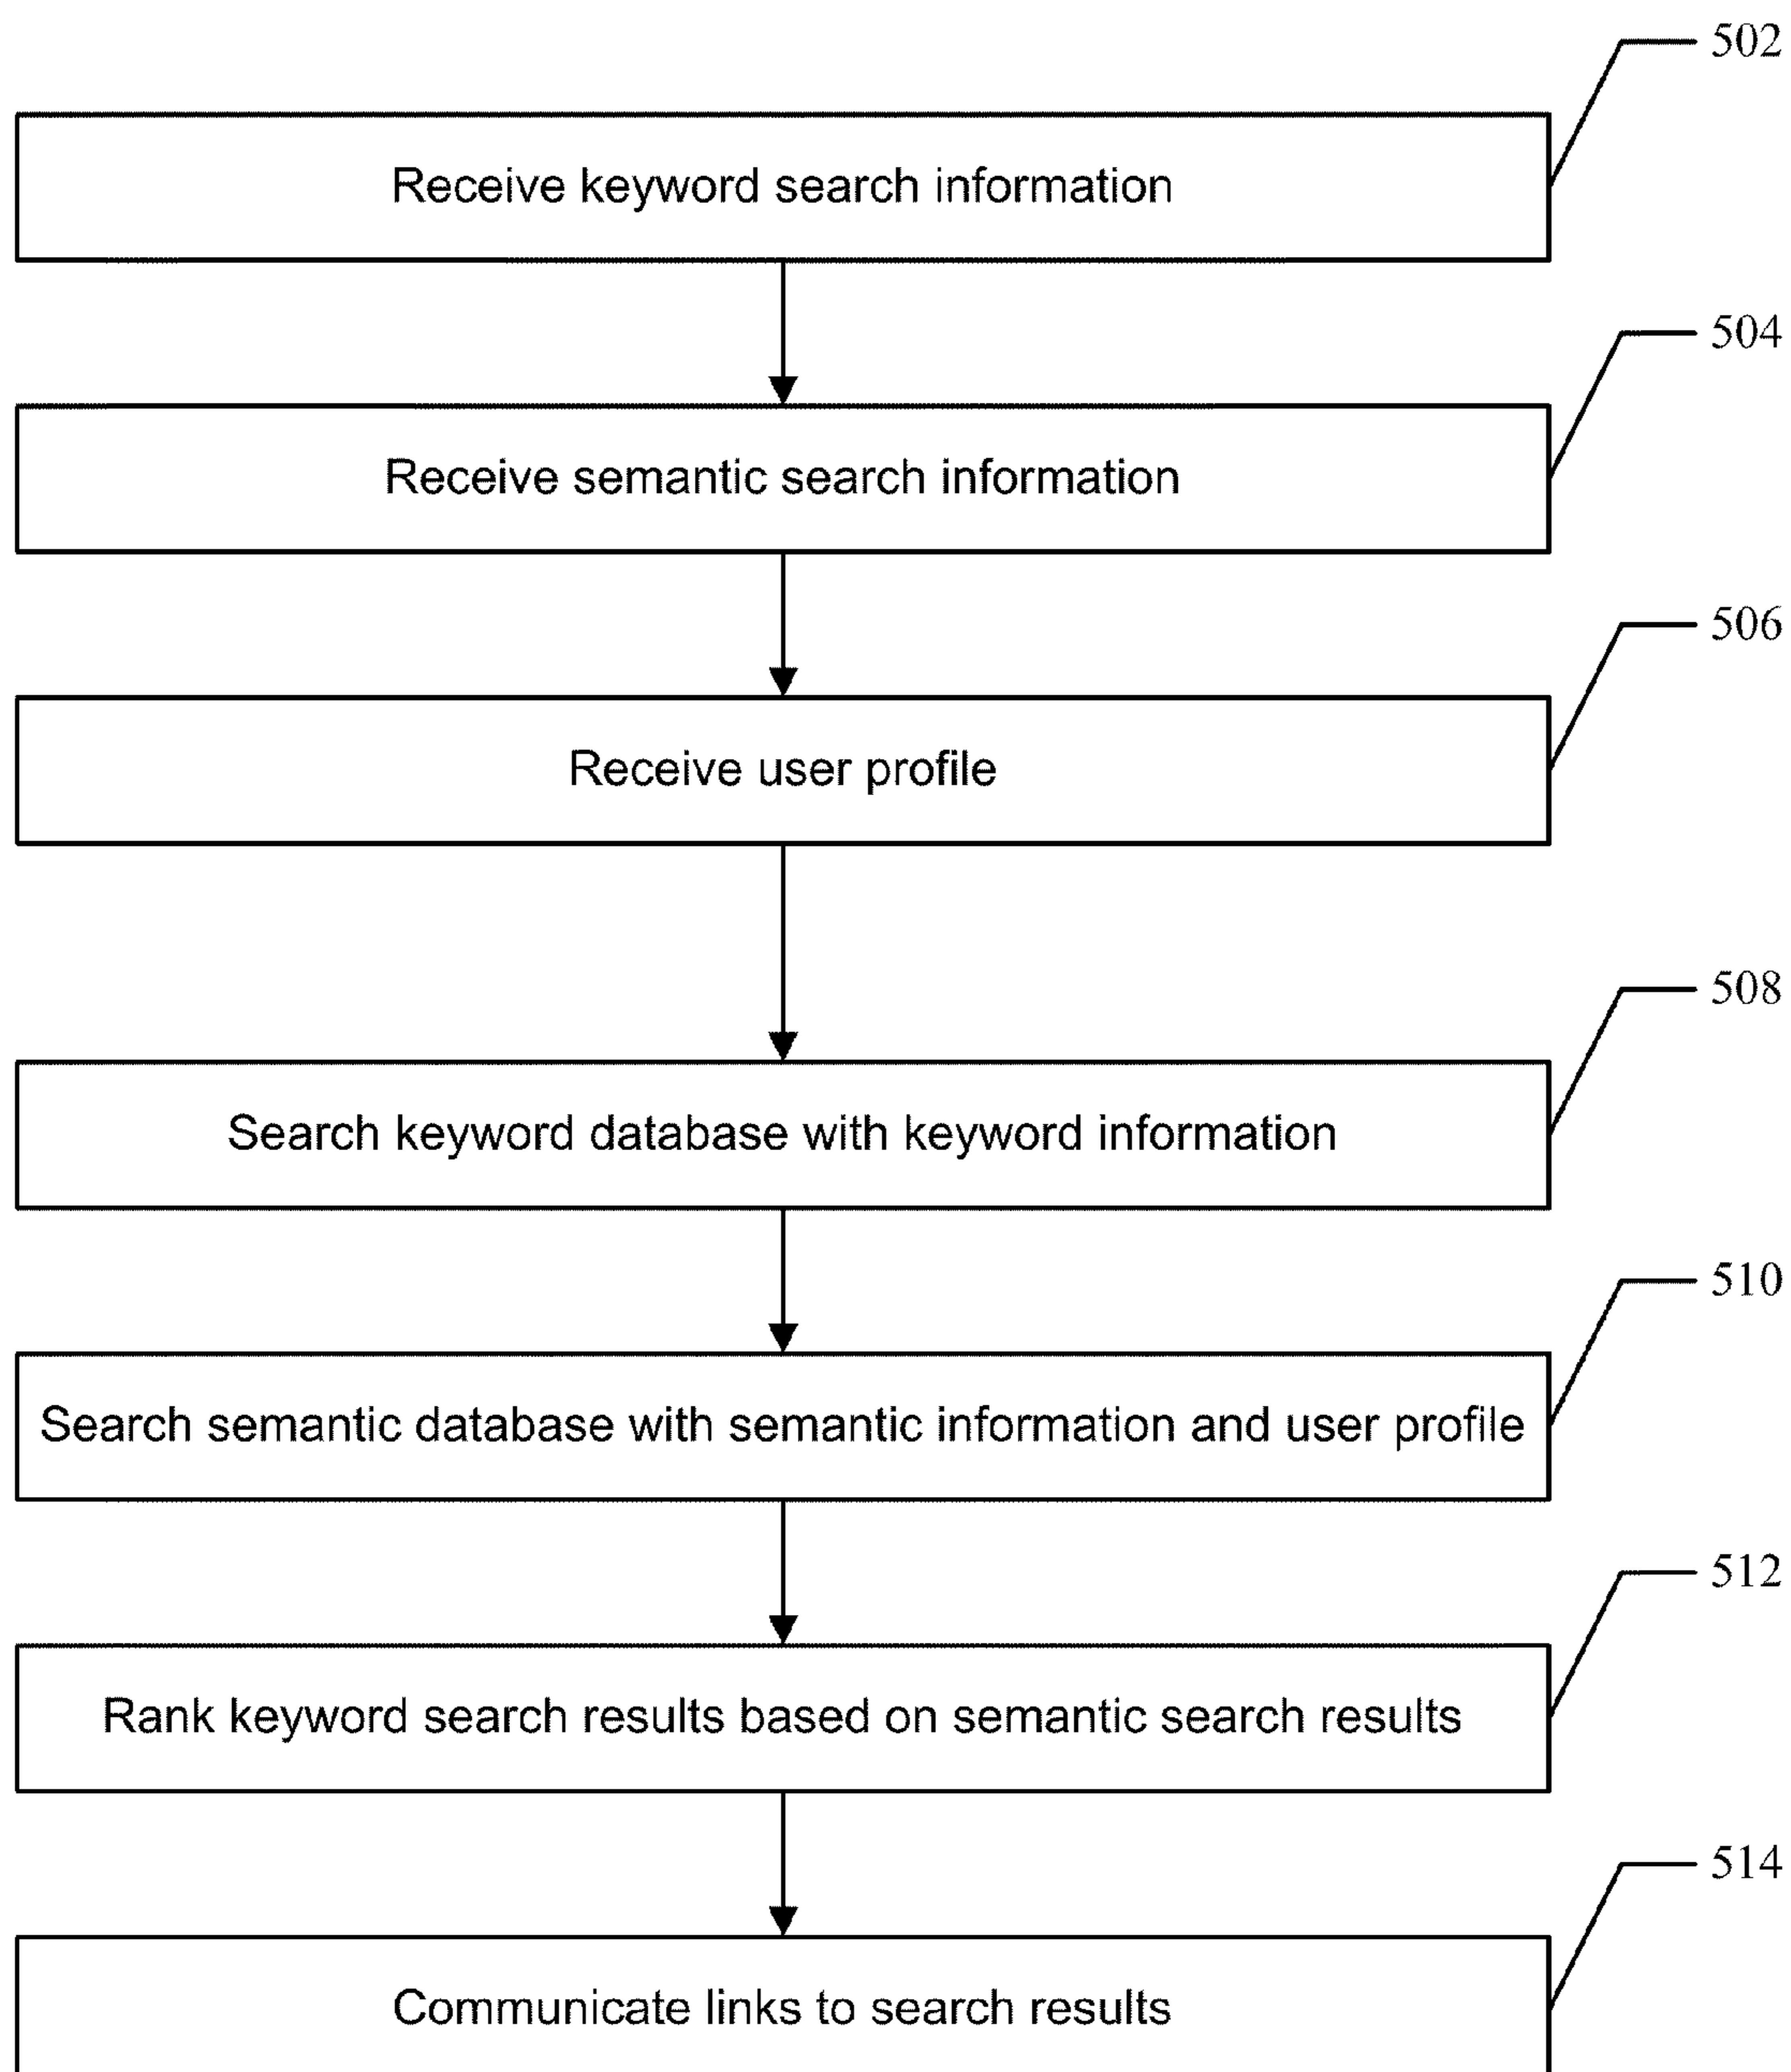 502
Receive keyword search information
504
Receive semantic search information
506
Receive user profile
508
Search keyword database with keyword information
510
Search semantic database with semantic information and user profile
512
Rank keyword search results based on semantic search results
514
Communicate links to search results